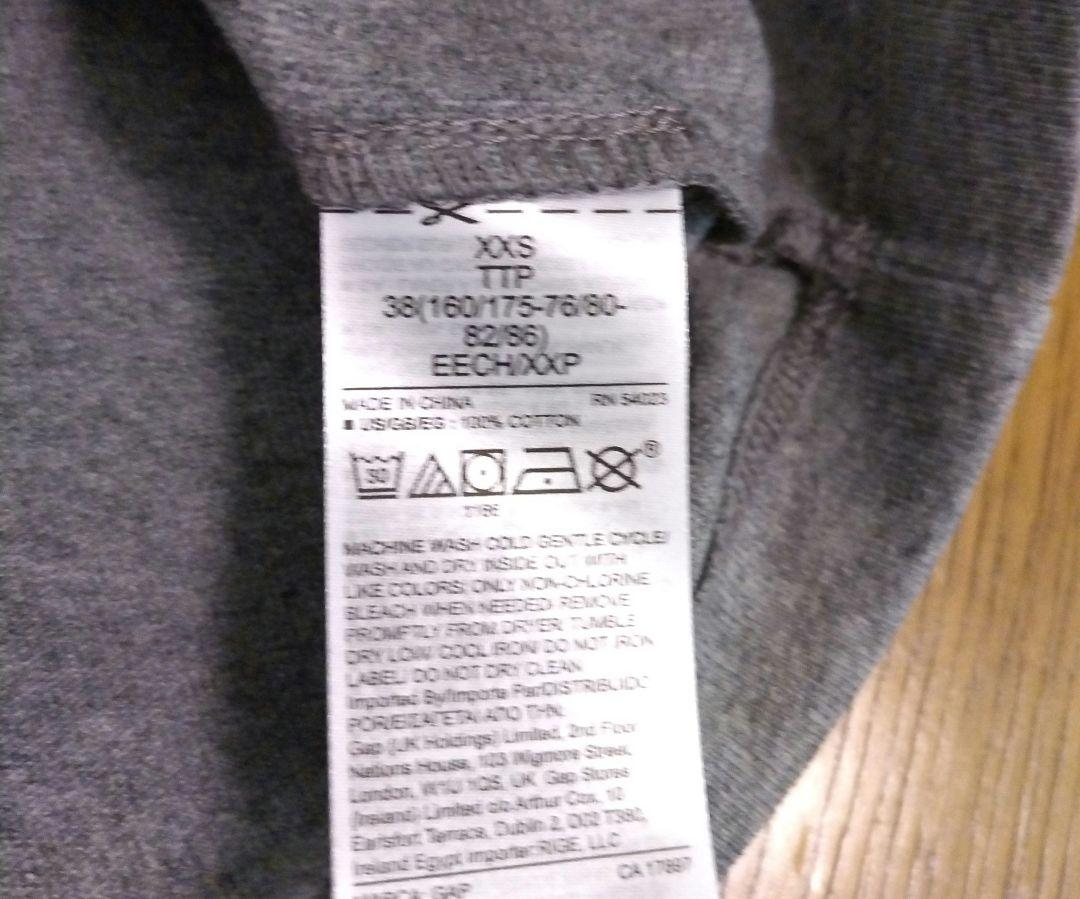 XXS
TTP
38(160/175-76/80-
82/86)
EECH/XXP
MADE IN CHINA RN 54023
■ US/GB/EG : 100% COTTON
30
®
MACHINE WASH COLD GENTLE CYCLE/
WASH AND DRY INSIDE OUT WITH
LIKE COLORS/ ONLY NON-CHLORINE
BLEACH WHEN NEEDED/ REMOVE
PROMPTLY FROM DRYER/ TUMBLE
DRY LOW/ COOL IRON/ DO NOT IRON
LABEL/ DO NOT DRY CLEAN
Imported By/Importe Par/DISTRIBUIDO
POR/
Gap (UK Holdings) Limited, 2nd Floor
Nations House, 103 Wigmore Street,
London, W1U 1QS, UK Gap Stores
(Ireland) Limited c/o Arthur Cox, 10
Earlsfort Terrace, Dublin 2, D02 T380,
Ireland Egypt importer: RIGE, LLC
CA 17897
MARCA: GAP